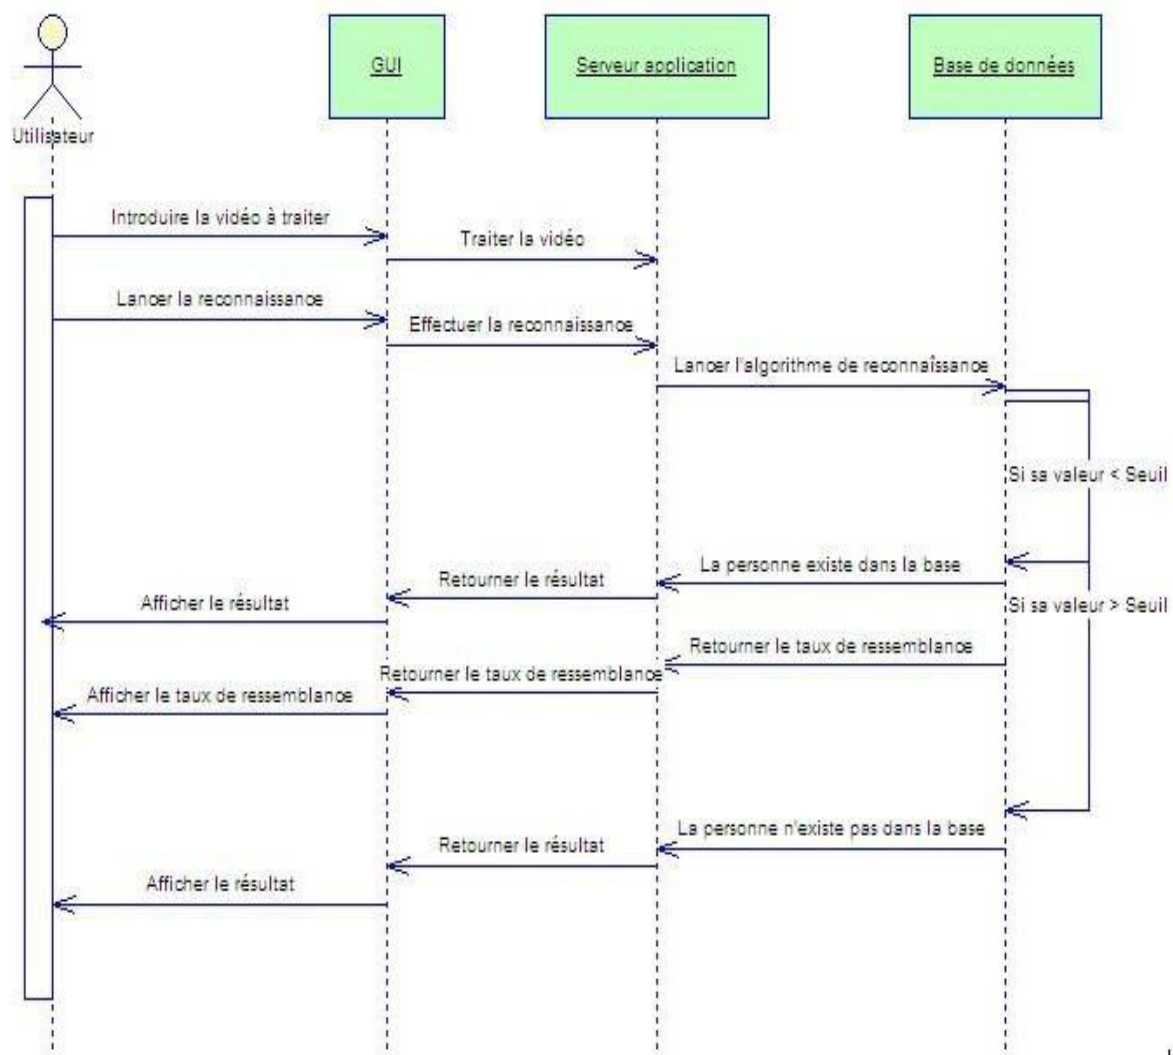 GUI
Serveur application
Base de données
Utilisateur
Introduire la vidéo à traiter
Traiter la vidéo
Lancer la reconnaissance
Effectuer la reconnaissance
Lancer l'algorithme de reconnaîssance
Si sa valeur < Seuil
La personne existe dans la base
Retourner le résultat
Afficher le résultat
Si sa valeur > Seuil
Retourner le taux de ressemblance
Retourner le taux de ressemblance
Afficher le taux de ressemblance
La personne n'existe pas dans la base
Retourner le résultat
Afficher le résultat